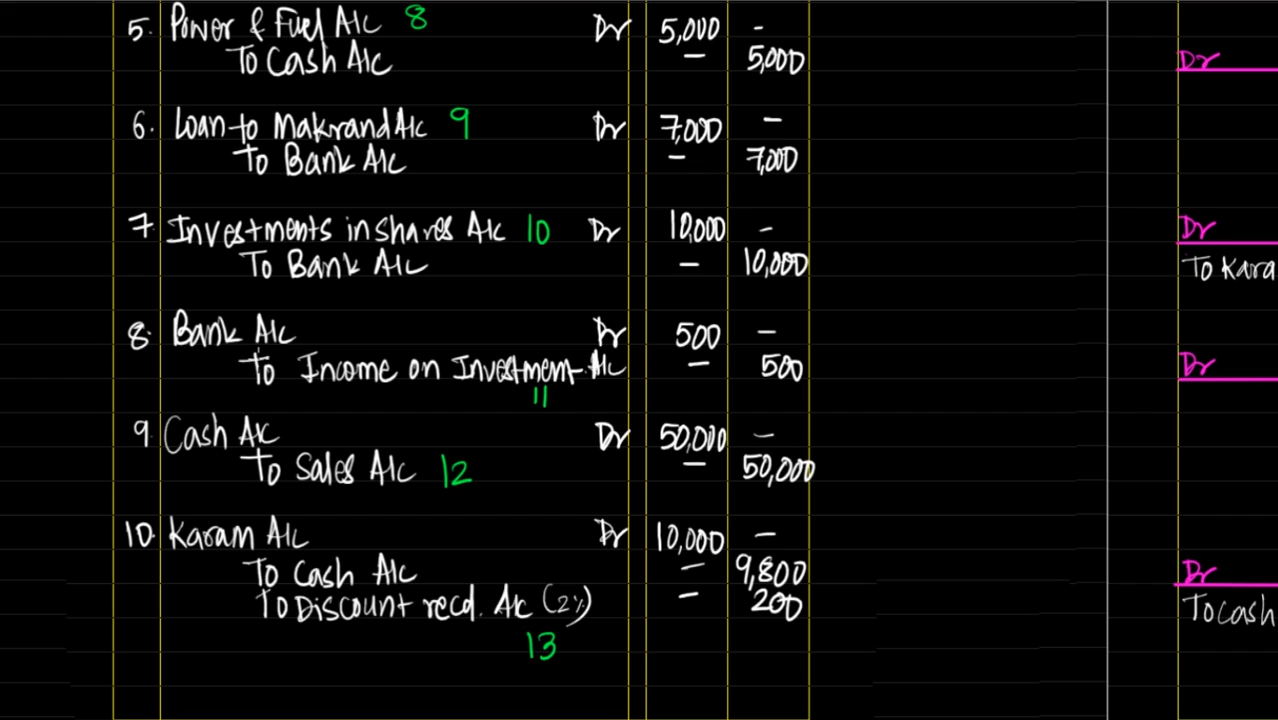 5. Power & Fuel A/c 8 Dr 5,000 -
To Cash A/c - 5,000
6. Loan to Makrand A/c 9 Dr 7,000 -
To Bank A/c - 7,000
7. Investments in shares A/c 10 Dr 10,000 -
To Bank A/c - 10,000
8. Bank A/c Dr 500 -
To Income on Investment A/c - 500
11
9. Cash A/c Dr 50,000 -
To Sales A/c 12 - 50,000
10. Karam A/c Dr 10,000 -
To Cash A/c - 9,800
To Discount recd. A/c (2%) - 200
13
Dr
Dr
To Kara
Dr
Dr
To cash